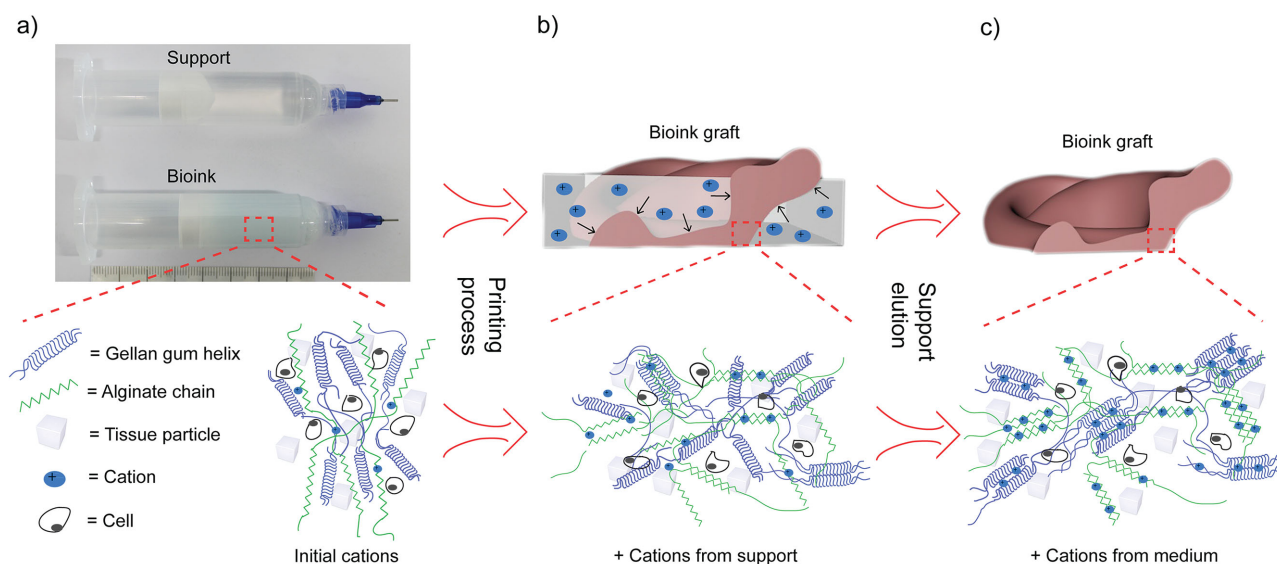 a)
b)
c)
Support
Bioink
Bioink graft
Bioink graft
Printing
process
Support
elution
= Gellan gum helix
= Alginate chain
= Tissue particle
= Cation
= Cell
Initial cations
+ Cations from support
+ Cations from medium